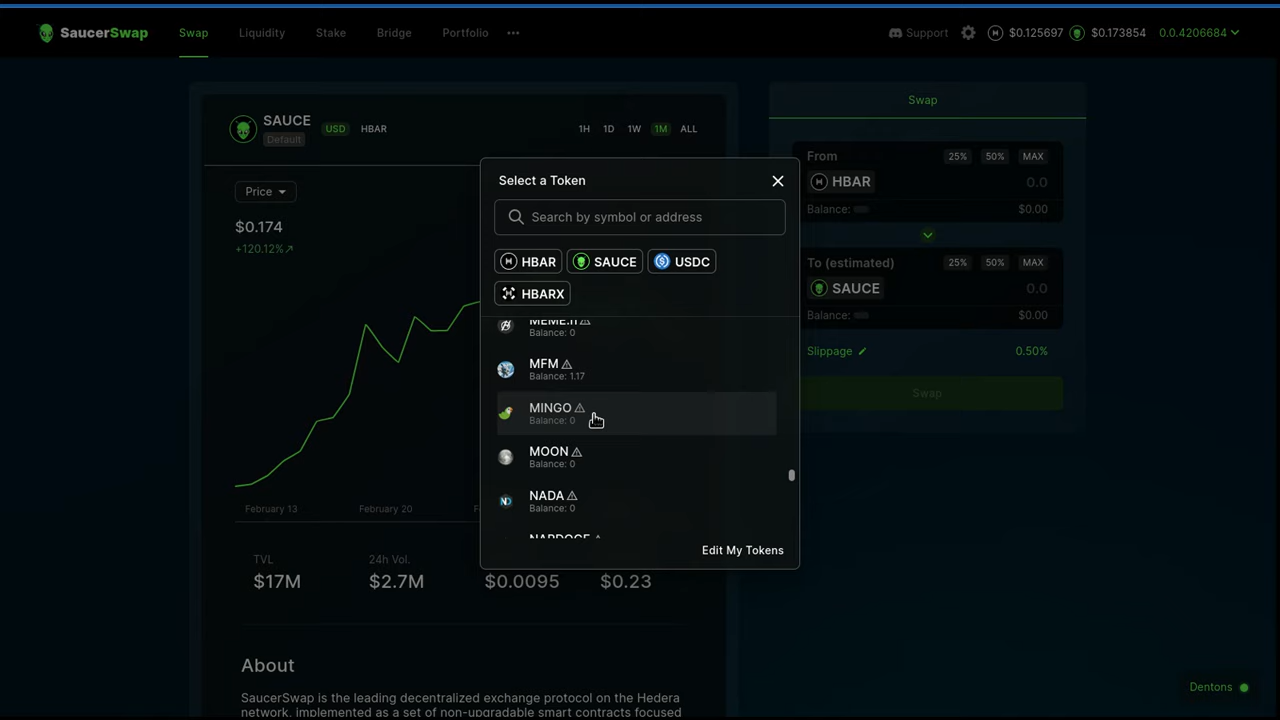 SaucerSwap Swap Liquidity Stake Bridge Portfolio ••• Support $0.125697 $0.173854 0.0.4206684
SAUCE USD HBAR 1H 1D 1W 1M ALL
Default
Price
$0.174
+120.12%
February 13 February 20
TVL 24h Vol.
$17M $2.7M $0.0095 $0.23
About
SaucerSwap is the leading decentralized exchange protocol on the Hedera
network, implemented as a set of non-upgradable smart contracts focused
Select a Token
Search by symbol or address
HBAR SAUCE USDC
HBARX
Balance: 0
MFM
Balance: 1.17
MINGO
Balance: 0
MOON
Balance: 0
NADA
Balance: 0
Edit My Tokens
Swap
From 25% 50% MAX
HBAR 0.0
Balance: $0.00
To (estimated) 25% 50% MAX
SAUCE 0.0
Balance: $0.00
Slippage 0.50%
Swap
Dentons